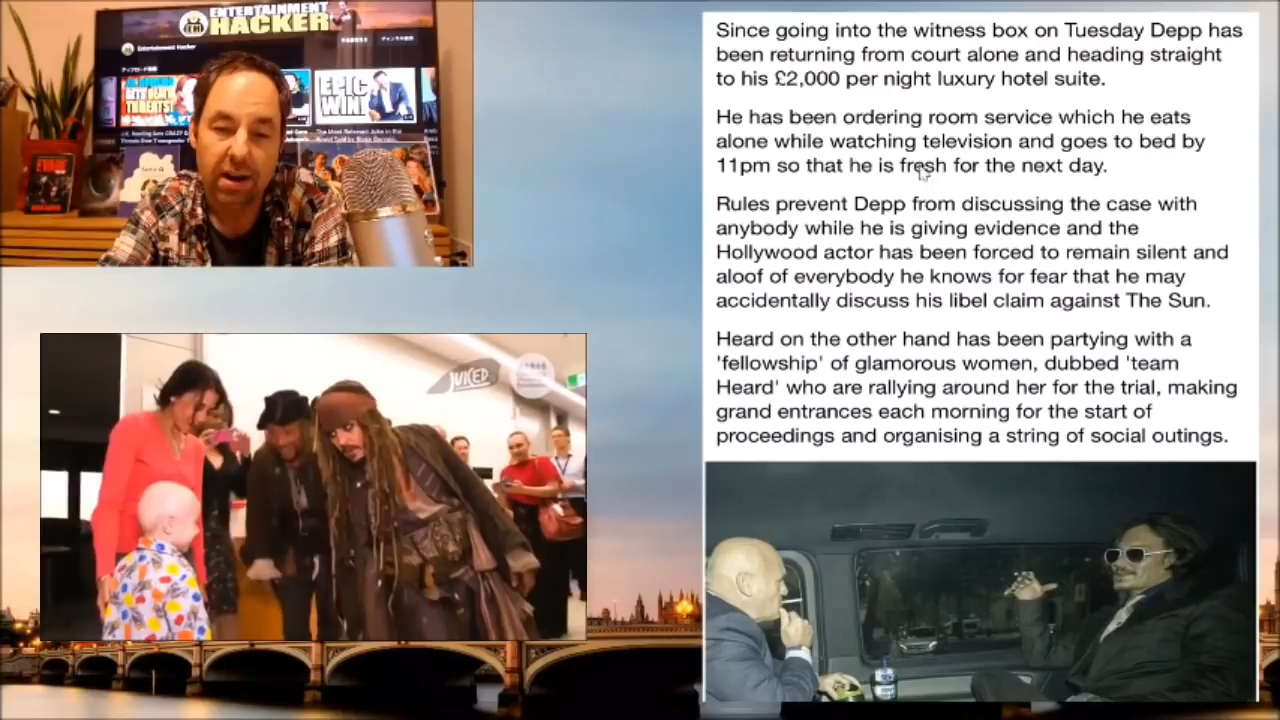 ENTERTAINMENT
HACKER
Entertainment Hacker
EPIC
WIN!
JUKED
Since going into the witness box on Tuesday Depp has
been returning from court alone and heading straight
to his £2,000 per night luxury hotel suite.
He has been ordering room service which he eats
alone while watching television and goes to bed by
11pm so that he is fresh for the next day.
Rules prevent Depp from discussing the case with
anybody while he is giving evidence and the
Hollywood actor has been forced to remain silent and
aloof of everybody he knows for fear that he may
accidentally discuss his libel claim against The Sun.
Heard on the other hand has been partying with a
'fellowship' of glamorous women, dubbed 'team
Heard' who are rallying around her for the trial, making
grand entrances each morning for the start of
proceedings and organising a string of social outings.